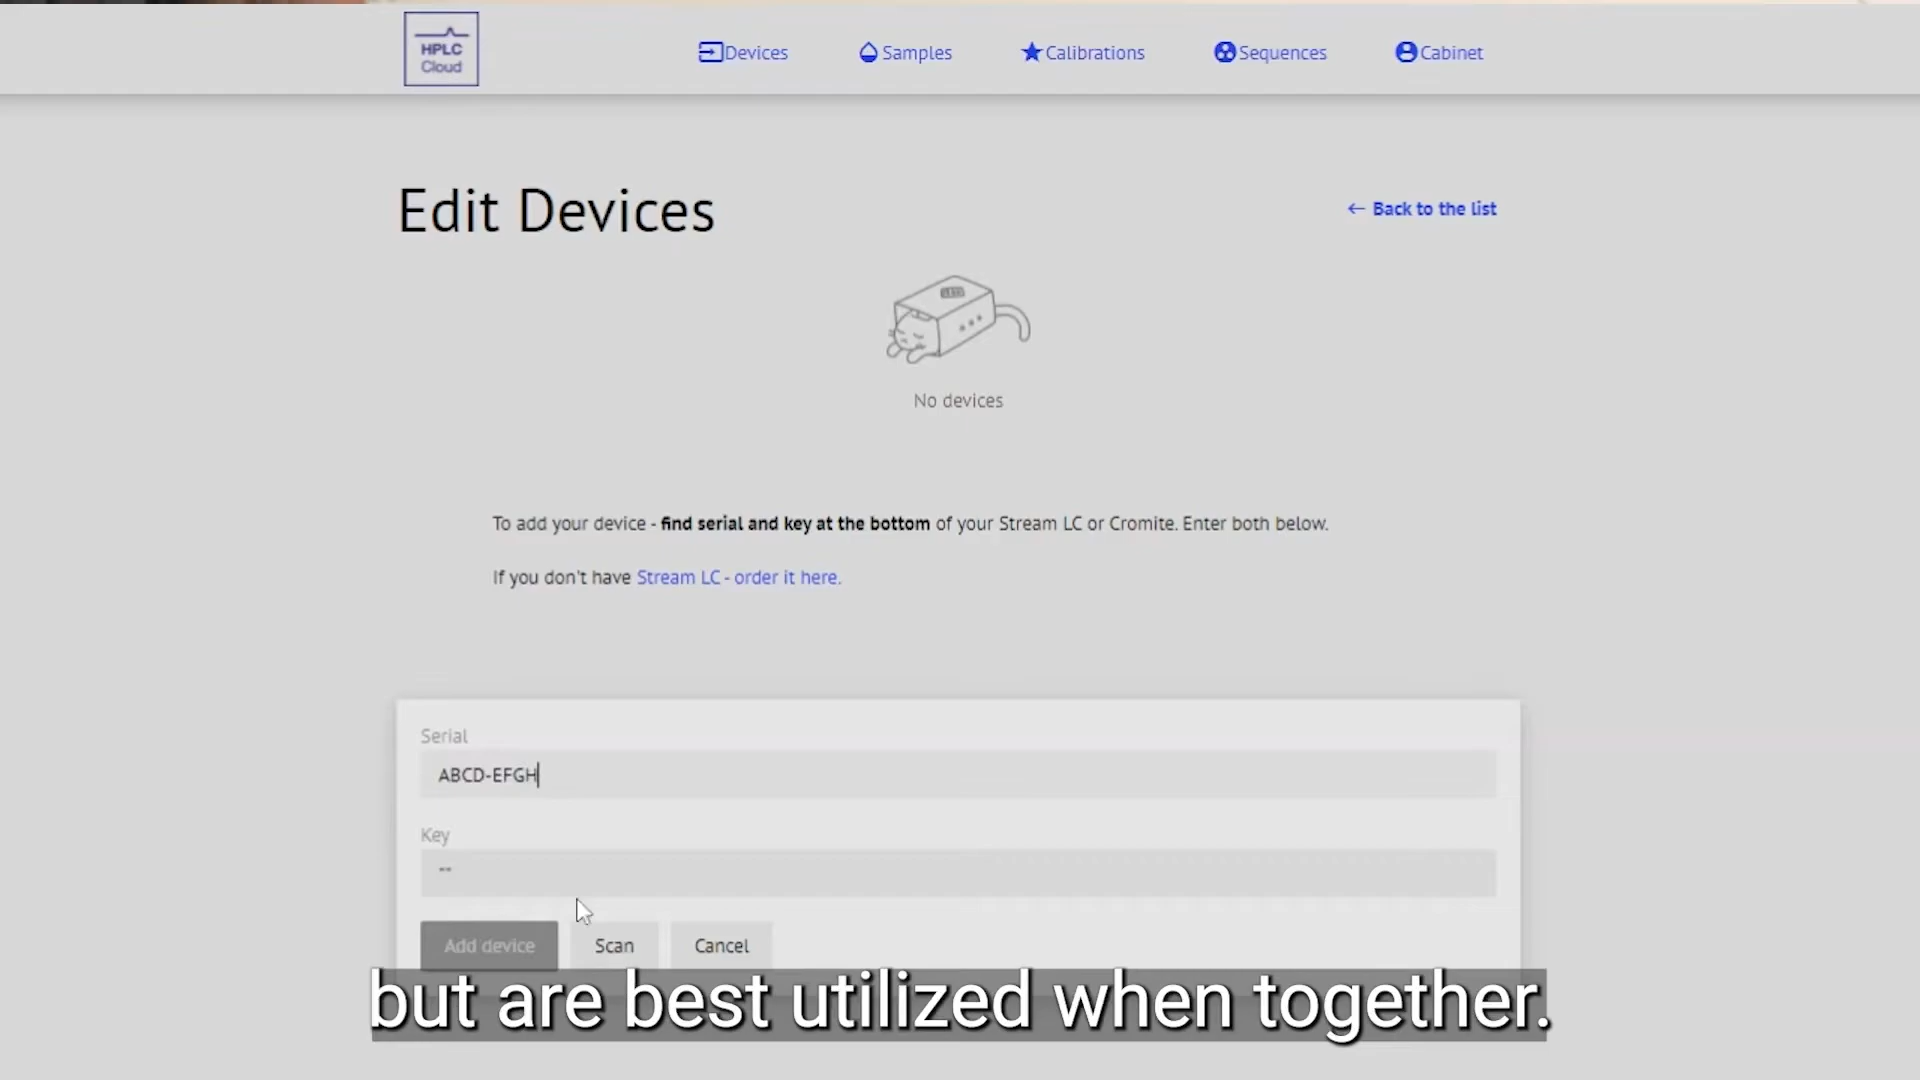 HPLC
Cloud
Devices
Samples
Calibrations
Sequences
Cabinet
Edit Devices
← Back to the list
No devices
To add your device - find serial and key at the bottom of your Stream LC or Cromite. Enter both below.
If you don't have Stream LC - order it here.
Serial
ABCD-EFGH
Key
--
Add device
Scan
Cancel
but are best utilized when together.